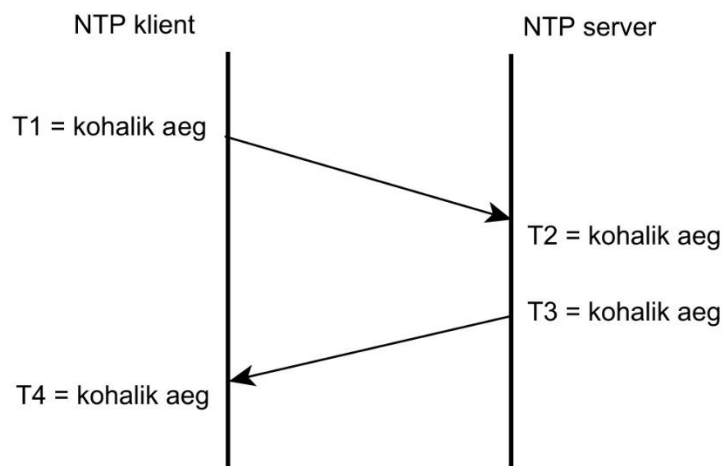 NTP klient
NTP server
T1 = kohalik aeg
T2 = kohalik aeg
T3 = kohalik aeg
T4 = kohalik aeg